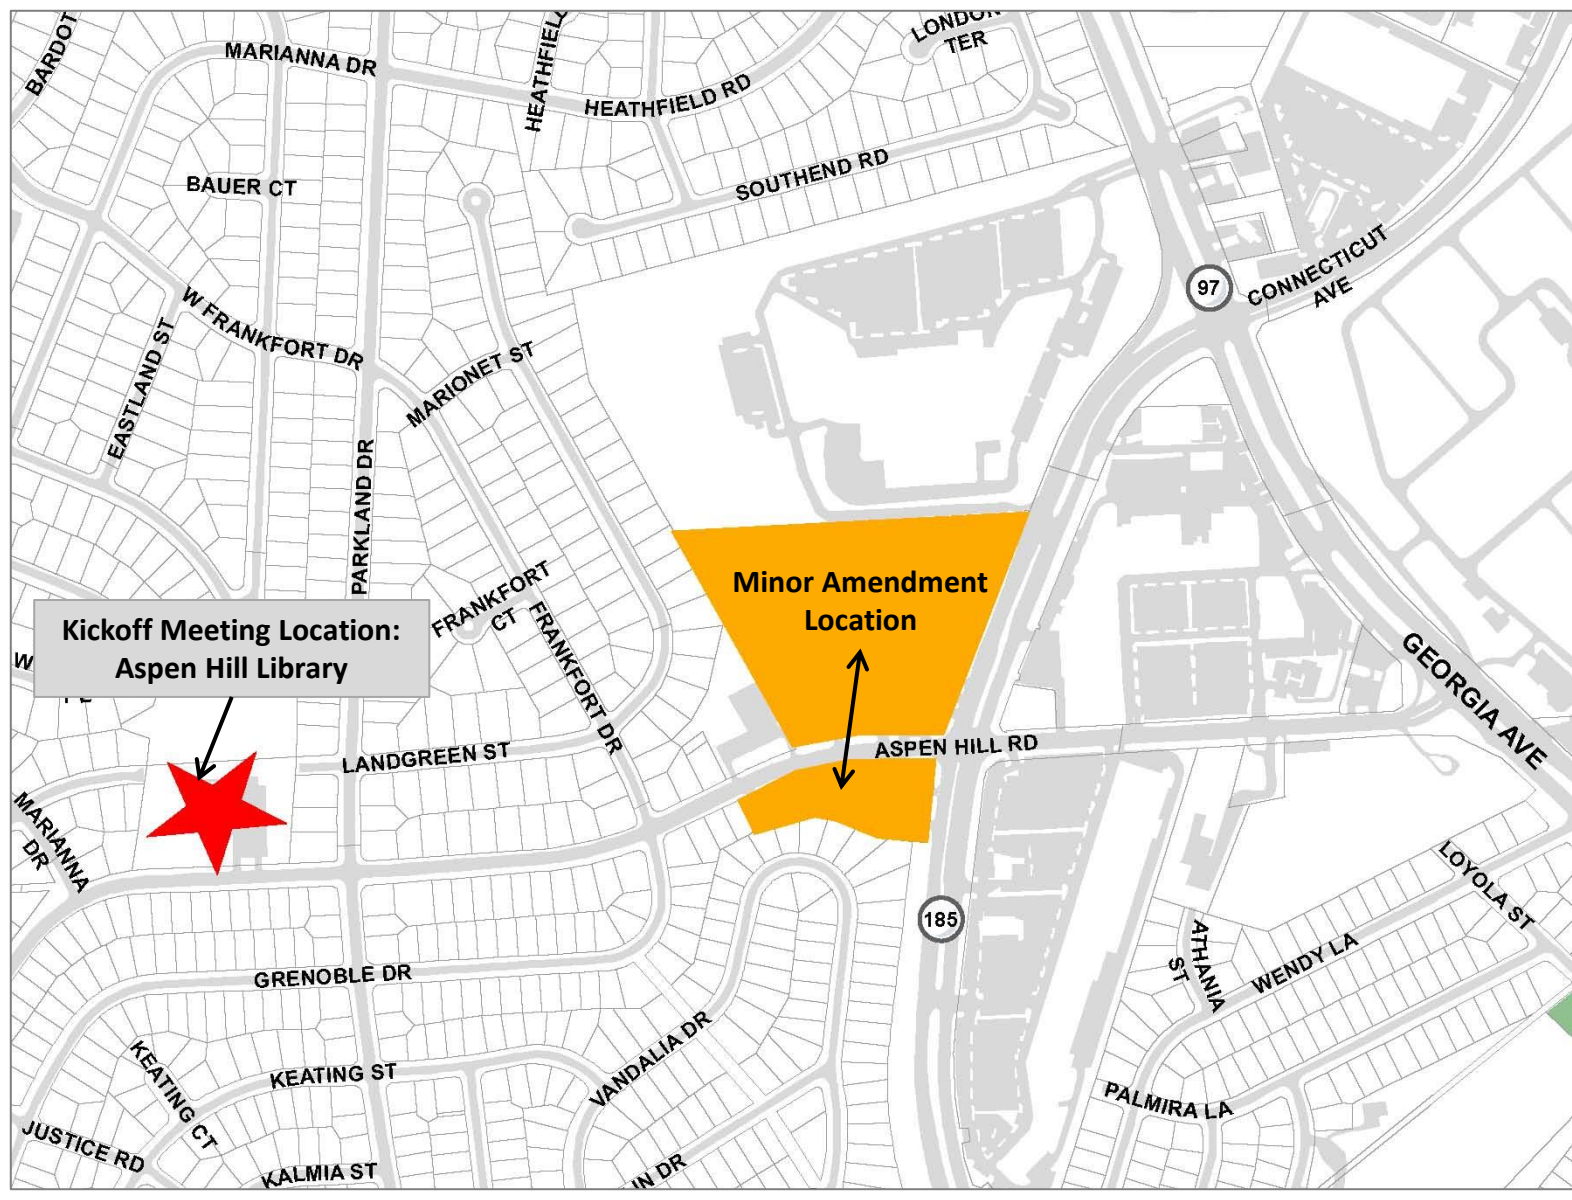 BARDOT
MARIANNA DR
HEATHFIELD
HEATHFIELD RD
LONDON
TER
SOUTHEND RD
BAUER CT
W FRANKFORT DR
EASTLAND ST
MARIONET ST
97
CONNECTICUT
AVE
PARKLAND DR
FRANKFORT
CT
FRANKFORT DR
Minor Amendment
Location
Kickoff Meeting Location:
Aspen Hill Library
W
GEORGIA AVE
LANDGREEN ST
ASPEN HILL RD
MARIANNA
DR
185
LOYOLA ST
ATHANIA
ST
WENDY LA
GRENOBLE DR
VANDALIA DR
KEATING ST
KEATING CT
PALMIRA LA
JUSTICE RD
KALMIA ST
IN DR